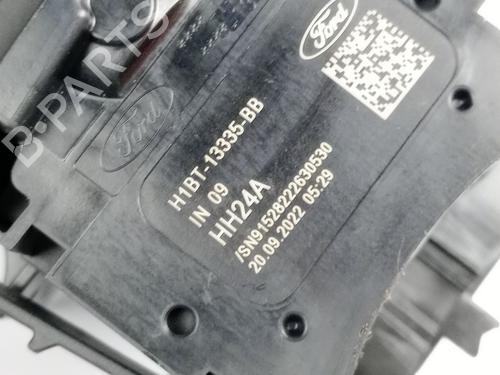 Ford
Ford
H1BT-13335-BB
IN 09
HH24A
/SN91528222630530
20.09.2022 05:29
B-PARTS